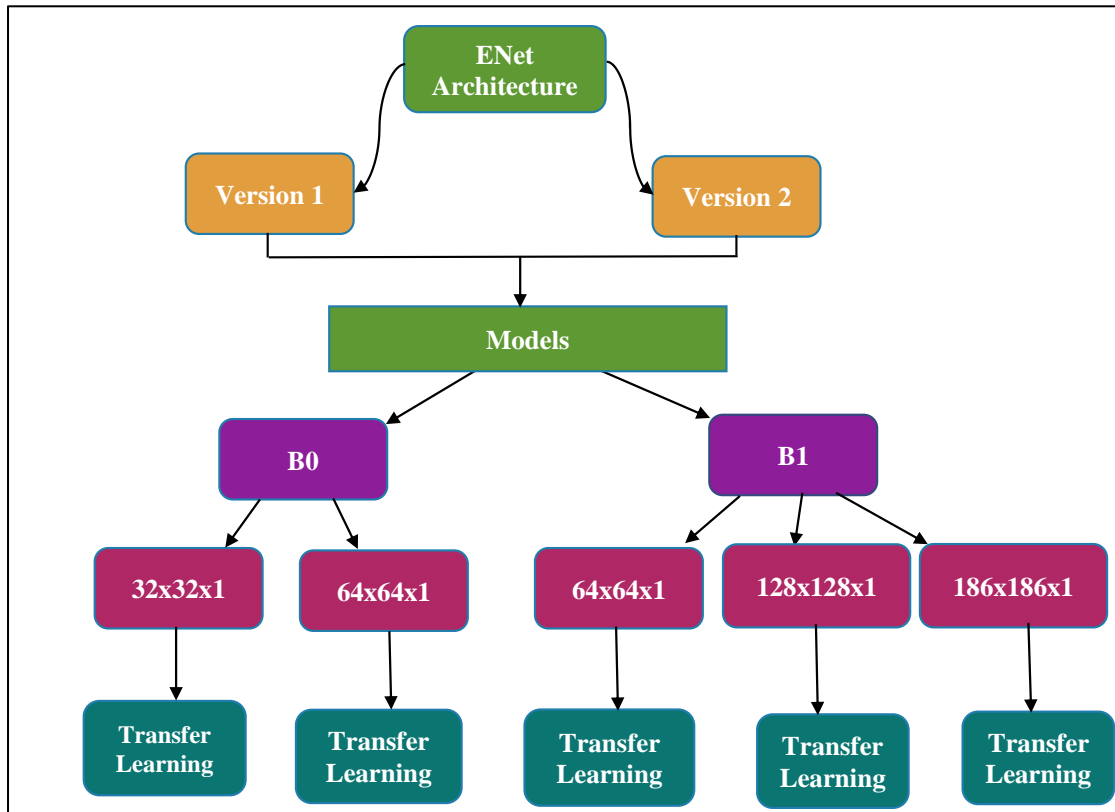 ENet
Architecture
Version 1
Version 2
Models
B0
B1
32x32x1
64x64x1
64x64x1
128x128x1
186x186x1
Transfer
Learning
Transfer
Learning
Transfer
Learning
Transfer
Learning
Transfer
Learning